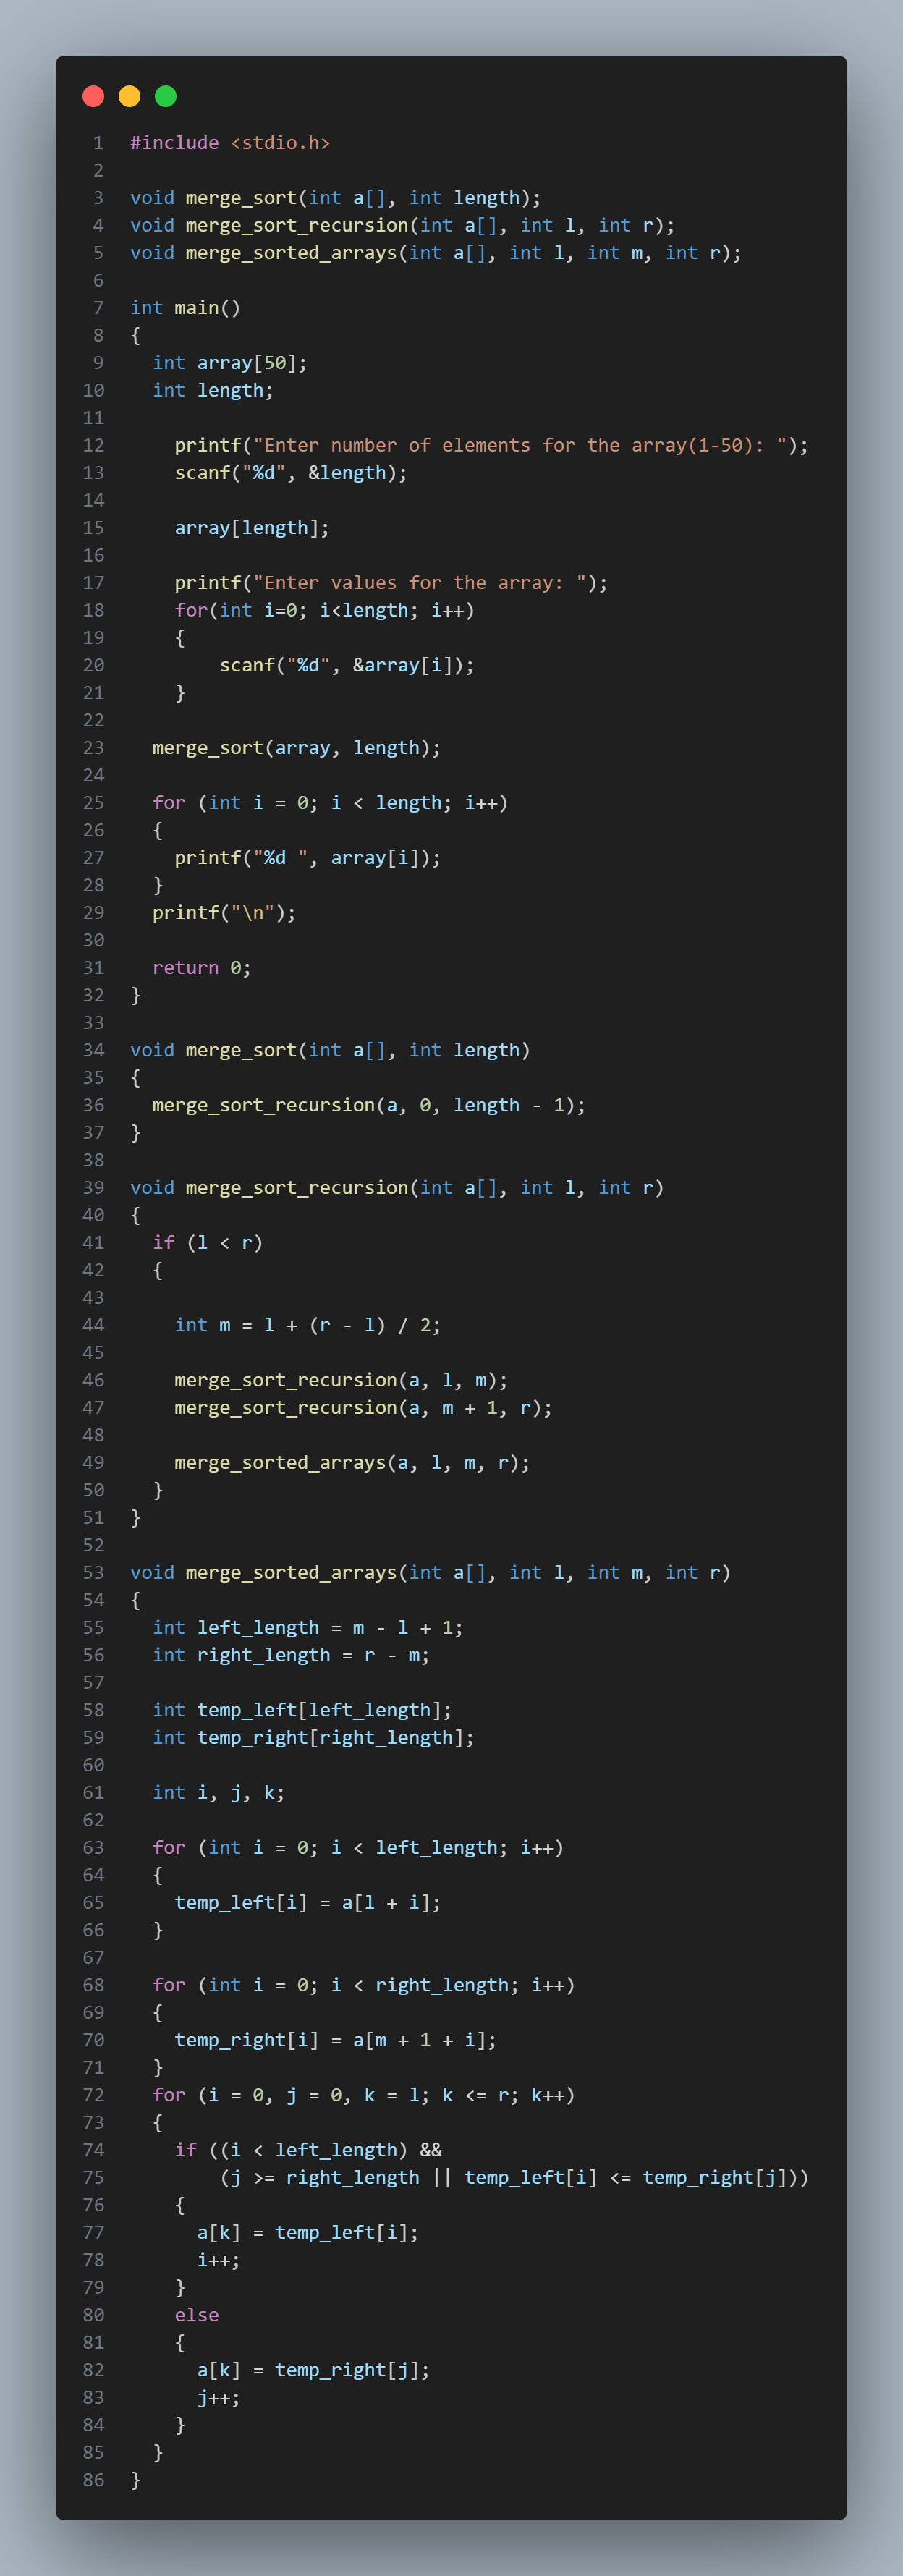 1 #include <stdio.h>
2
3 void merge_sort(int a[], int length);
4 void merge_sort_recursion(int a[], int l, int r);
5 void merge_sorted_arrays(int a[], int l, int m, int r);
6
7 int main()
8 {
9   int array[50];
10   int length;
11
12     printf("Enter number of elements for the array(1-50): ");
13     scanf("%d", &length);
14
15     array[length];
16
17     printf("Enter values for the array: ");
18     for(int i=0; i<length; i++)
19     {
20         scanf("%d", &array[i]);
21     }
22
23   merge_sort(array, length);
24
25   for (int i = 0; i < length; i++)
26   {
27     printf("%d ", array[i]);
28   }
29   printf("\n");
30
31   return 0;
32 }
33
34 void merge_sort(int a[], int length)
35 {
36   merge_sort_recursion(a, 0, length - 1);
37 }
38
39 void merge_sort_recursion(int a[], int l, int r)
40 {
41   if (l < r)
42   {
43
44     int m = l + (r - l) / 2;
45
46     merge_sort_recursion(a, l, m);
47     merge_sort_recursion(a, m + 1, r);
48
49     merge_sorted_arrays(a, l, m, r);
50   }
51 }
52
53 void merge_sorted_arrays(int a[], int l, int m, int r)
54 {
55   int left_length = m - l + 1;
56   int right_length = r - m;
57
58   int temp_left[left_length];
59   int temp_right[right_length];
60
61   int i, j, k;
62
63   for (int i = 0; i < left_length; i++)
64   {
65     temp_left[i] = a[l + i];
66   }
67
68   for (int i = 0; i < right_length; i++)
69   {
70     temp_right[i] = a[m + 1 + i];
71   }
72   for (i = 0, j = 0, k = l; k <= r; k++)
73   {
74     if ((i < left_length) &&
75         (j >= right_length || temp_left[i] <= temp_right[j]))
76     {
77       a[k] = temp_left[i];
78       i++;
79     }
80     else
81     {
82       a[k] = temp_right[j];
83       j++;
84     }
85   }
86 }